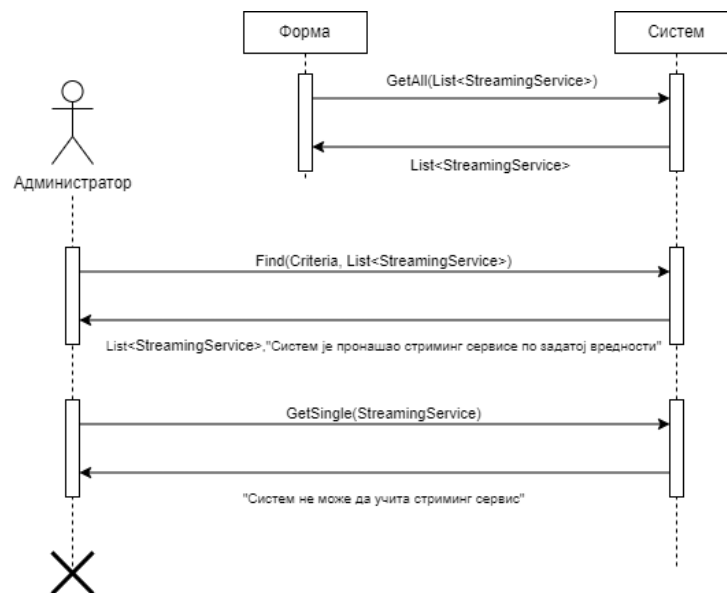 Форма
Систем
GetAll(List<StreamingService>)
List<StreamingService>
Администратор
Find(Criteria, List<StreamingService>)
List<StreamingService>,"Систем је пронашао стриминг сервисе по задатој вредности"
GetSingle(StreamingService)
"Систем не може да учита стриминг сервис"